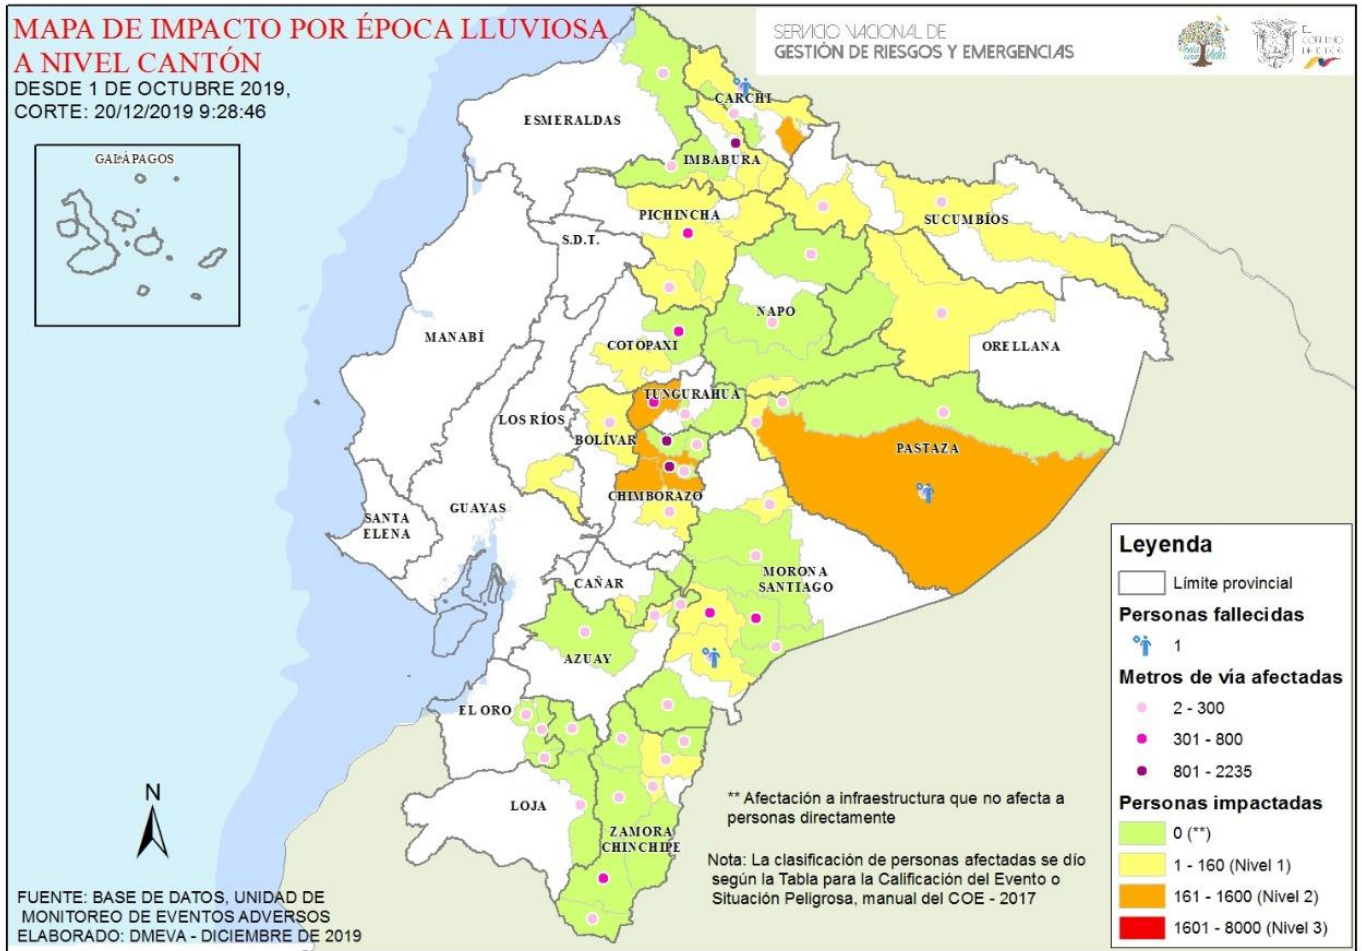 MAPA DE IMPACTO POR ÉPOCA LLUVIOSA
A NIVEL CANTÓN
DESDE 1 DE OCTUBRE 2019,
CORTE: 20/12/2019 9:28:46
SERVICIO NACIONAL DE
GESTIÓN DE RIESGOS Y EMERGENCIAS
EL
GOBIERNO
DE TODOS
GALÁPAGOS
ESMERALDAS
CARCHI
IMBABURA
PICHINCHA
SUCUMBÍOS
S.D.T.
NAPO
MANABÍ
COTOPAXI
ORELLANA
TUNGURAHUA
LOS RÍOS
BOLÍVAR
PASTAZA
CHIMBORAZO
GUAYAS
SANTA
ELENA
CAÑAR
MORONA
SANTIAGO
AZUAY
EL ORO
LOJA
ZAMORA
CHINCHIPE
N
** Afectación a infraestructura que no afecta a
personas directamente
Nota: La clasificación de personas afectadas se dío
según la Tabla para la Calificación del Evento o
Situación Peligrosa, manual del COE - 2017
FUENTE: BASE DE DATOS, UNIDAD DE
MONITOREO DE EVENTOS ADVERSOS
ELABORADO: DMEVA - DICIEMBRE DE 2019
Leyenda
Límite provincial
Personas fallecidas
1
Metros de vía afectadas
2 - 300
301 - 800
801 - 2235
Personas impactadas
0 (**)
1 - 160 (Nivel 1)
161 - 1600 (Nivel 2)
1601 - 8000 (Nivel 3)